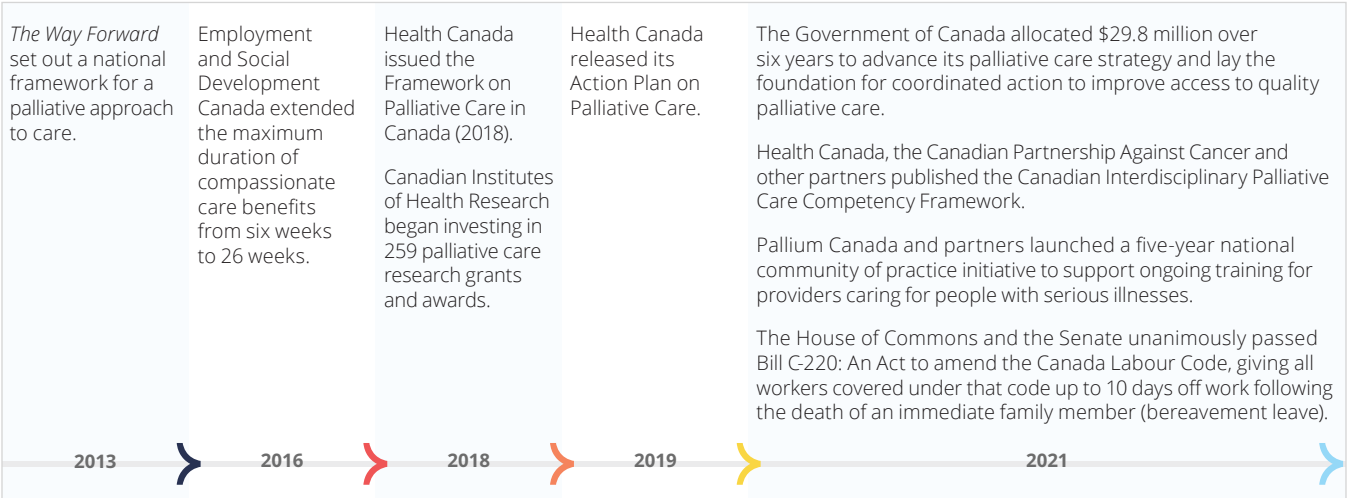 The Way Forward
set out a national
framework for a
palliative approach
to care.
Employment
and Social
Development
Canada extended
the maximum
duration of
compassionate
care benefits
from six weeks
to 26 weeks.
Health Canada
issued the
Framework on
Palliative Care in
Canada (2018).
Canadian Institutes
of Health Research
began investing in
259 palliative care
research grants
and awards.
Health Canada
released its
Action Plan on
Palliative Care.
The Government of Canada allocated $29.8 million over
six years to advance its palliative care strategy and lay the
foundation for coordinated action to improve access to quality
palliative care.
Health Canada, the Canadian Partnership Against Cancer and
other partners published the Canadian Interdisciplinary Palliative
Care Competency Framework.
Pallium Canada and partners launched a five-year national
community of practice initiative to support ongoing training for
providers caring for people with serious illnesses.
The House of Commons and the Senate unanimously passed
Bill C-220: An Act to amend the Canada Labour Code, giving all
workers covered under that code up to 10 days off work following
the death of an immediate family member (bereavement leave).
2013
2016
2018
2019
2021